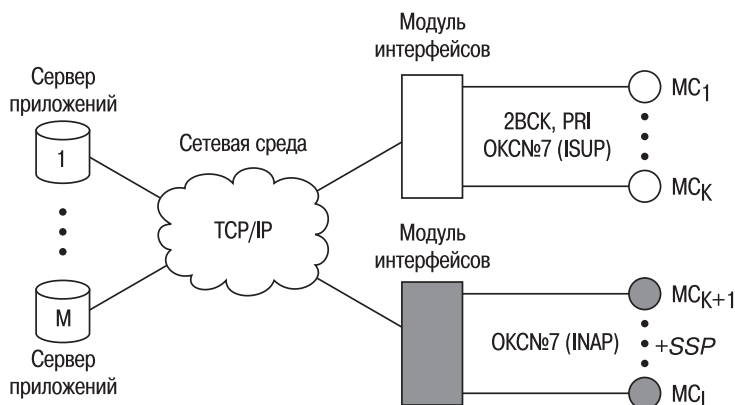 Модуль
интерфейсов
Сервер
приложений
1
Сетевая среда
TCP/IP
2ВСК, PRI
ОКС№7 (ISUP)
МС1
МСK
Модуль
интерфейсов
M
Сервер
приложений
ОКС№7 (INAP)
МСK+1
+SSP
МСL